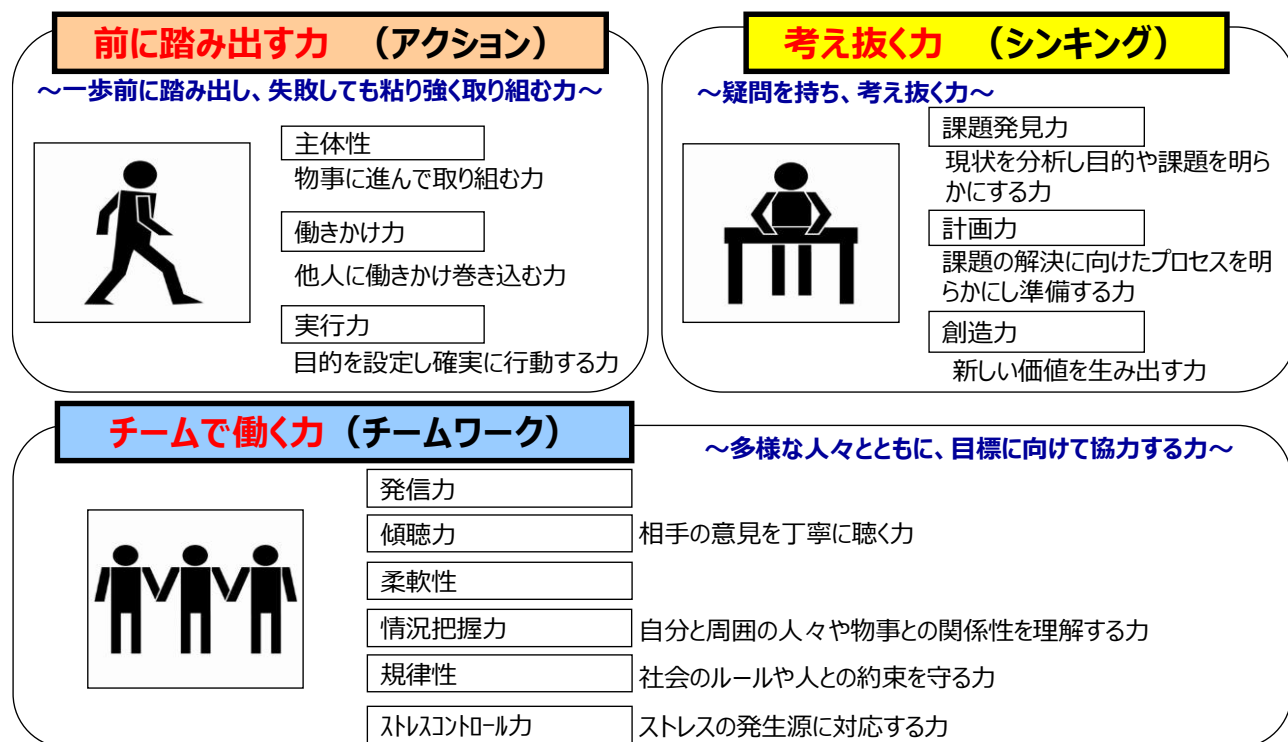 前に踏み出す力 （アクション）
～一歩前に踏み出し、失敗しても粘り強く取り組む力～
主体性
物事に進んで取り組む力
働きかけ力
他人に働きかけ巻き込む力
実行力
目的を設定し確実に行動する力
考え抜く力 （シンキング）
～疑問を持ち、考え抜く力～
課題発見力
現状を分析し目的や課題を明ら
かにする力
計画力
課題の解決に向けたプロセスを明
らかにし準備する力
創造力
新しい価値を生み出す力
チームで働く力（チームワーク）
～多様な人々とともに、目標に向けて協力する力～
発信力
傾聴力 相手の意見を丁寧に聴く力
柔軟性
情況把握力 自分と周囲の人々や物事との関係性を理解する力
規律性 社会のルールや人との約束を守る力
ｽﾄﾚｽｺﾝﾄﾛｰﾙ力 ストレスの発生源に対応する力